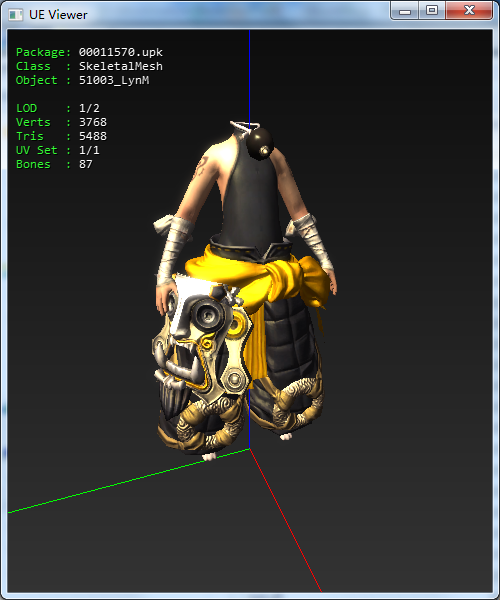 UE Viewer
Package: 00011570.upk
Class : SkeletalMesh
Object : 51003_LynM
LOD : 1/2
Verts : 3768
Tris : 5488
UV Set : 1/1
Bones : 87